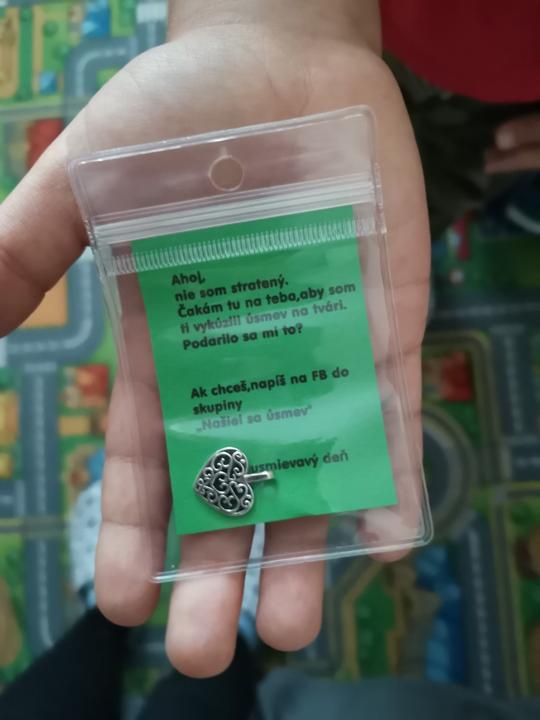 Ahoj,
nie som stratený.
Čakám tu na teba,aby som
ti vykúzlil úsmev na tvári.
Podarilo sa mi to?
Ak chceš,napíš na FB do
skupiny
„Našiel sa úsmev"
usmievavý deň